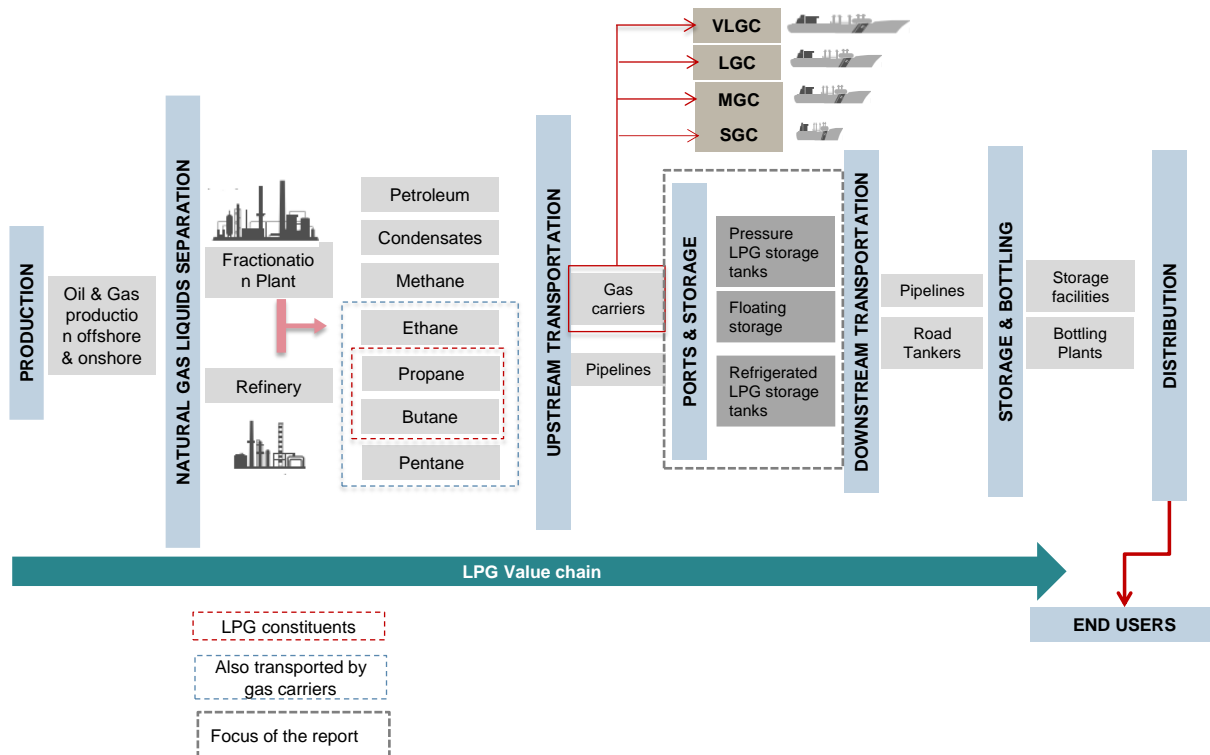 VLGC
LGC
MGC
SGC
PRODUCTION
Oil & Gas
productio
n offshore
& onshore
NATURAL GAS LIQUIDS SEPARATION
Fractionatio
n Plant
Refinery
Petroleum
Condensates
Methane
Ethane
Propane
Butane
Pentane
UPSTREAM TRANSPORTATION
Gas
carriers
Pipelines
PORTS & STORAGE
Pressure
LPG storage
tanks
Floating
storage
Refrigerated
LPG storage
tanks
DOWNSTREAM TRANSPORTATION
Pipelines
Road
Tankers
STORAGE & BOTTLING
Storage
facilities
Bottling
Plants
DISTRIBUTION
LPG Value chain
END USERS
LPG constituents
Also transported by
gas carriers
Focus of the report